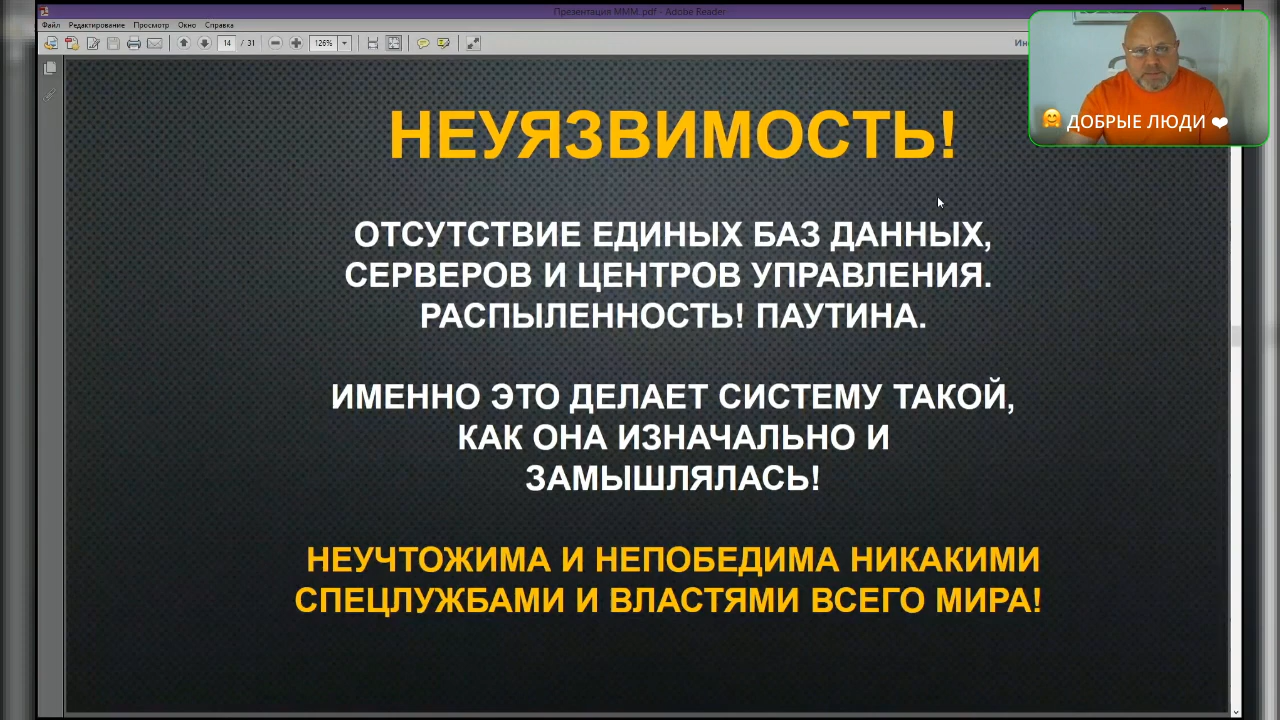 Презентация МММ.pdf - Adobe Reader
Файл Редактирование Просмотр Окно Справка
14 / 31 126%
🤗 ДОБРЫЕ ЛЮДИ ❤
НЕУЯЗВИМОСТЬ!
ОТСУТСТВИЕ ЕДИНЫХ БАЗ ДАННЫХ,
СЕРВЕРОВ И ЦЕНТРОВ УПРАВЛЕНИЯ.
РАСПЫЛЕННОСТЬ! ПАУТИНА.
ИМЕННО ЭТО ДЕЛАЕТ СИСТЕМУ ТАКОЙ,
КАК ОНА ИЗНАЧАЛЬНО И
ЗАМЫШЛЯЛАСЬ!
НЕУЧТОЖИМА И НЕПОБЕДИМА НИКАКИМИ
СПЕЦЛУЖБАМИ И ВЛАСТЯМИ ВСЕГО МИРА!